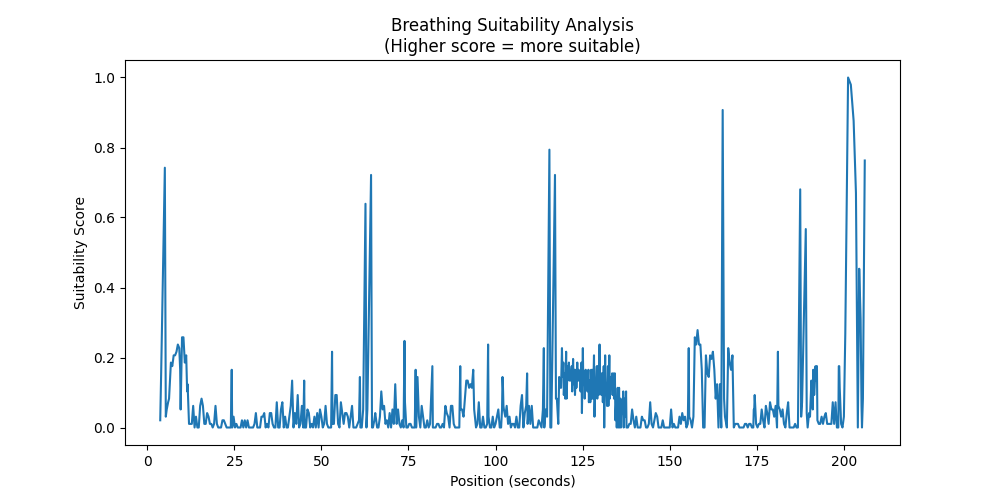 Breathing Suitability Analysis
(Higher score = more suitable)
Suitability Score
1.0
0.8
0.6
0.4
0.2
0.0
0 25 50 75 100 125 150 175 200
Position (seconds)